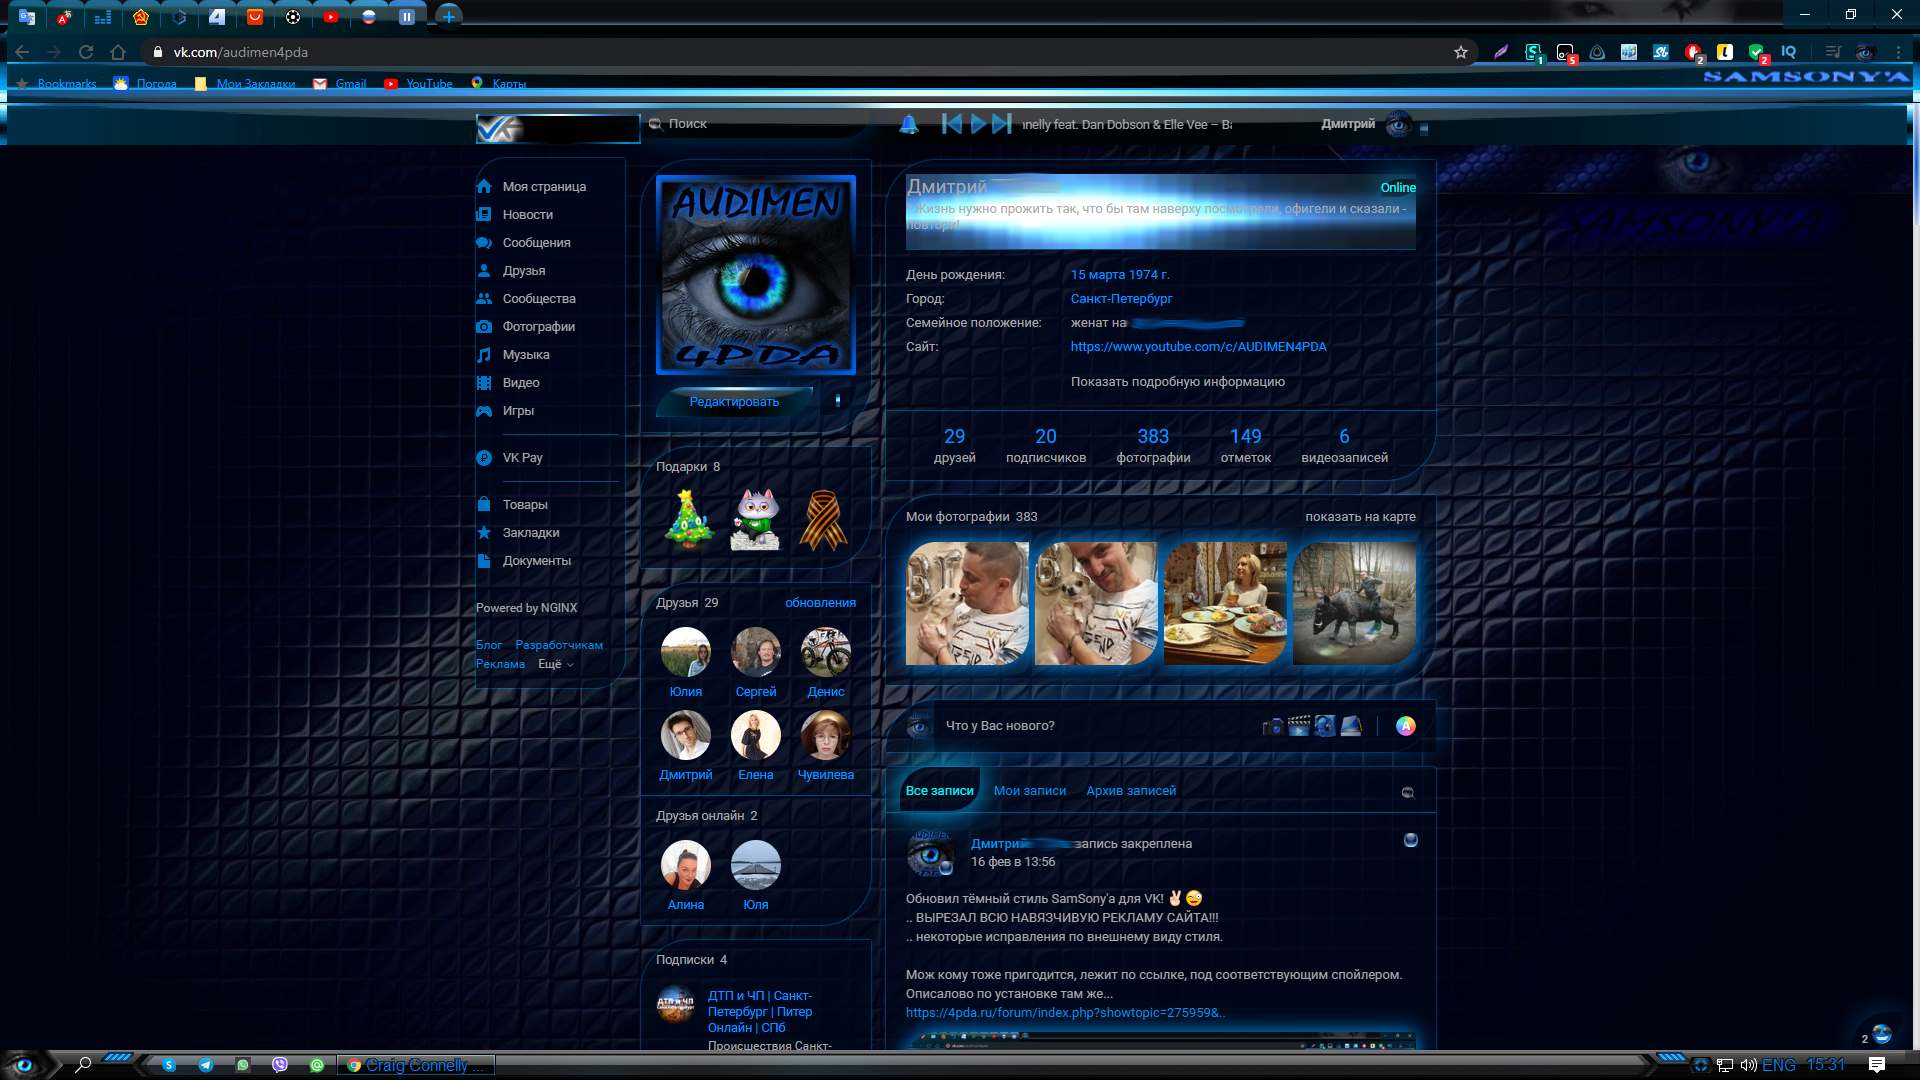 vk.com/audimen4pda
Bookmarks Погода Мои Закладки Gmail YouTube Карты
SAMSONY'A
Поиск
nnelly feat. Dan Dobson & Elle Vee – Ba
Дмитрий
Моя страница
Новости
Сообщения
Друзья
Сообщества
Фотографии
Музыка
Видео
Игры
VK Pay
Товары
Закладки
Документы
Powered by NGINX
Блог Разработчикам
Реклама Ещё
AUDIMEN
4PDA
Редактировать
Подарки 8
Друзья 29 обновления
Юлия Сергей Денис
Дмитрий Елена Чувилева
Друзья онлайн 2
Алина Юля
Подписки 4
ДТП и ЧП | Санкт-
Петербург | Питер
Онлайн | СПб
Происшествия Санкт-
Дмитрий
Online
Жизнь нужно прожить так, что бы там наверху посмотрели, офигели и сказали -
повтори!
День рождения: 15 марта 1974 г.
Город: Санкт-Петербург
Семейное положение: женат на
Сайт: https://www.youtube.com/c/AUDIMEN4PDA
Показать подробную информацию
29 20 383 149 6
друзей подписчиков фотографии отметок видеозаписей
Мои фотографии 383 показать на карте
Что у Вас нового?
Все записи Мои записи Архив записей
Дмитри запись закреплена
16 фев в 13:56
Обновил тёмный стиль SamSony'a для VK! ✌😜
.. ВЫРЕЗАЛ ВСЮ НАВЯЗЧИВУЮ РЕКЛАМУ САЙТА!!!
.. некоторые исправления по внешнему виду стиля.
Мож кому тоже пригодится, лежит по ссылке, под соответствующим спойлером.
Описалово по установке там же...
https://4pda.ru/forum/index.php?showtopic=275959&..
2
Craig Connelly ...
ENG 15:31